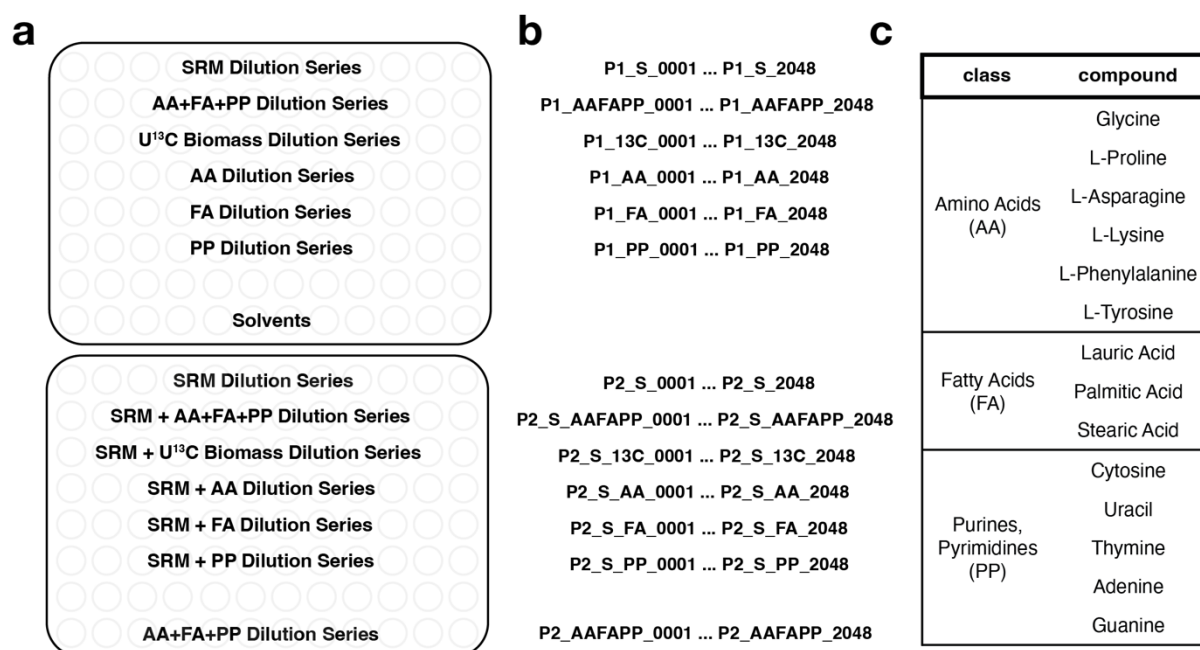 a
SRM Dilution Series
AA+FA+PP Dilution Series
U¹³C Biomass Dilution Series
AA Dilution Series
FA Dilution Series
PP Dilution Series
Solvents
SRM Dilution Series
SRM + AA+FA+PP Dilution Series
SRM + U¹³C Biomass Dilution Series
SRM + AA Dilution Series
SRM + FA Dilution Series
SRM + PP Dilution Series
AA+FA+PP Dilution Series
b
P1_S_0001 ... P1_S_2048
P1_AAFAPP_0001 ... P1_AAFAPP_2048
P1_13C_0001 ... P1_13C_2048
P1_AA_0001 ... P1_AA_2048
P1_FA_0001 ... P1_FA_2048
P1_PP_0001 ... P1_PP_2048
P2_S_0001 ... P2_S_2048
P2_S_AAFAPP_0001 ... P2_S_AAFAPP_2048
P2_S_13C_0001 ... P2_S_13C_2048
P2_S_AA_0001 ... P2_S_AA_2048
P2_S_FA_0001 ... P2_S_FA_2048
P2_S_PP_0001 ... P2_S_PP_2048
P2_AAFAPP_0001 ... P2_AAFAPP_2048
c
class compound
Amino Acids
(AA)
Glycine
L-Proline
L-Asparagine
L-Lysine
L-Phenylalanine
L-Tyrosine
Fatty Acids
(FA)
Lauric Acid
Palmitic Acid
Stearic Acid
Purines,
Pyrimidines
(PP)
Cytosine
Uracil
Thymine
Adenine
Guanine